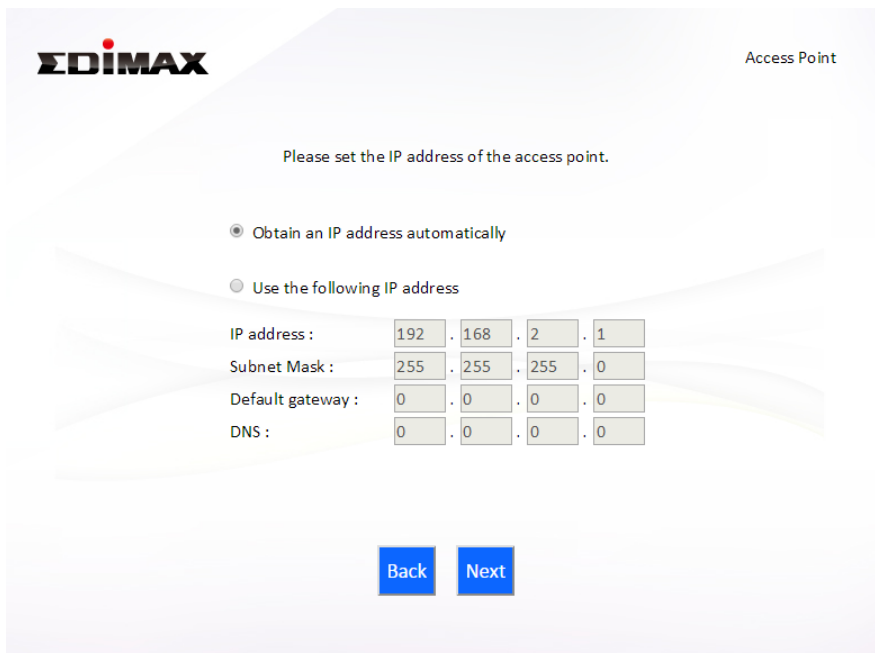 EDIMAX
Access Point
Please set the IP address of the access point.
Obtain an IP address automatically
Use the following IP address
IP address : 192 . 168 . 2 . 1
Subnet Mask : 255 . 255 . 255 . 0
Default gateway : 0 . 0 . 0 . 0
DNS : 0 . 0 . 0 . 0
Back Next